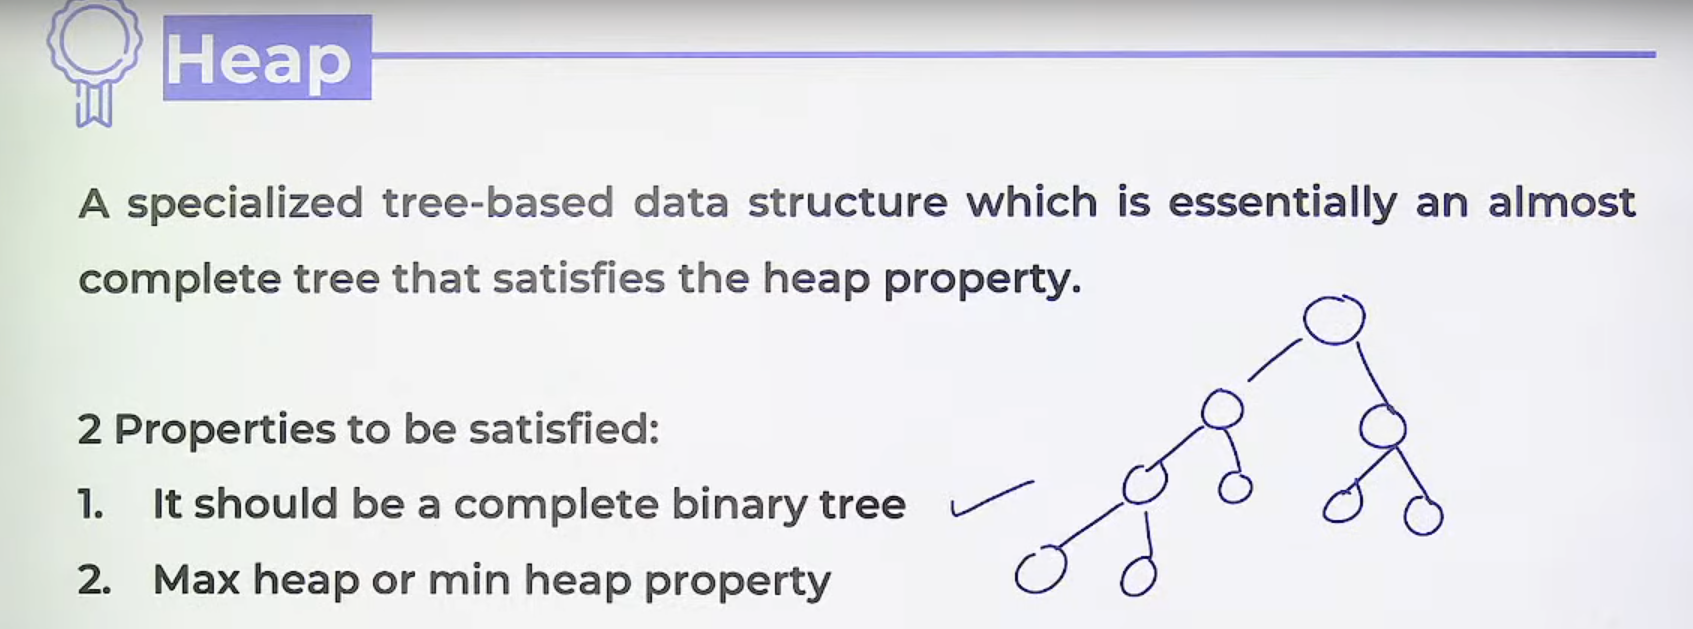 Heap
A specialized tree-based data structure which is essentially an almost
complete tree that satisfies the heap property.
2 Properties to be satisfied:
1. It should be a complete binary tree
2. Max heap or min heap property